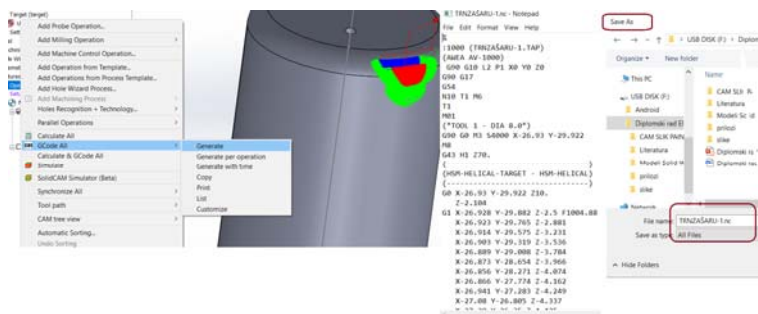 Target (target)
Add Probe Operation...
Add Milling Operation
Add Machine Control Operation...
Add Operation from Template...
Add Operations from Process Template...
Add Hole Wizard Process...
Add Machining Process
Holes Recognition + Technology...
Parallel Operations
Calculate All
GCode All
Calculate & GCode All
Simulate
SolidCAM Simulator (Beta)
Synchronize All
Tool path
CAM tree view
Automatic Sorting...
Undo Sorting
Generate
Generate per operation
Generate with time
Copy
Print
List
Customize
TRNZAŠARU-1.nc - Notepad
File Edit Format View Help
%
:1000 (TRNZAŠARU-1.TAP)
(AWEA AV-1000)
G90 G10 L2 P1 X0 Y0 Z0
G90 G17
G54
N10 T1 M6
T1
M01
("TOOL 1 - DIA 8.0")
G90 G0 M3 S4000 X-26.93 Y-29.922
M8
G43 H1 Z70.
(-------------------------------)
(HSM-HELICAL-TARGET - HSM-HELICAL)
(-------------------------------)
G0 X-26.93 Y-29.922 Z10.
Z-2.104
G1 X-26.928 Y-29.882 Z-2.5 F1004.88
X-26.923 Y-29.765 Z-2.881
X-26.914 Y-29.575 Z-3.231
X-26.903 Y-29.319 Z-3.536
X-26.889 Y-29.008 Z-3.784
X-26.873 Y-28.654 Z-3.966
X-26.856 Y-28.271 Z-4.074
X-26.866 Y-27.774 Z-4.162
X-26.941 Y-27.283 Z-4.249
X-27.08 Y-26.805 Z-4.337
Save As
USB DISK (F:) › Diplom
Organize New folder
This PC
USB DISK (F:)
Android
Diplomski rad El
CAM SLIK PAIN
Literatura
Modeli Solid W
prilozi
slike
Network
Name
CAM SLIK R
Literatura
Modeli Sc id
prilozi
slike
Diplomski
Diplomski
File name: TRNZAŠARU-1.nc
Save as type: All Files
Hide Folders